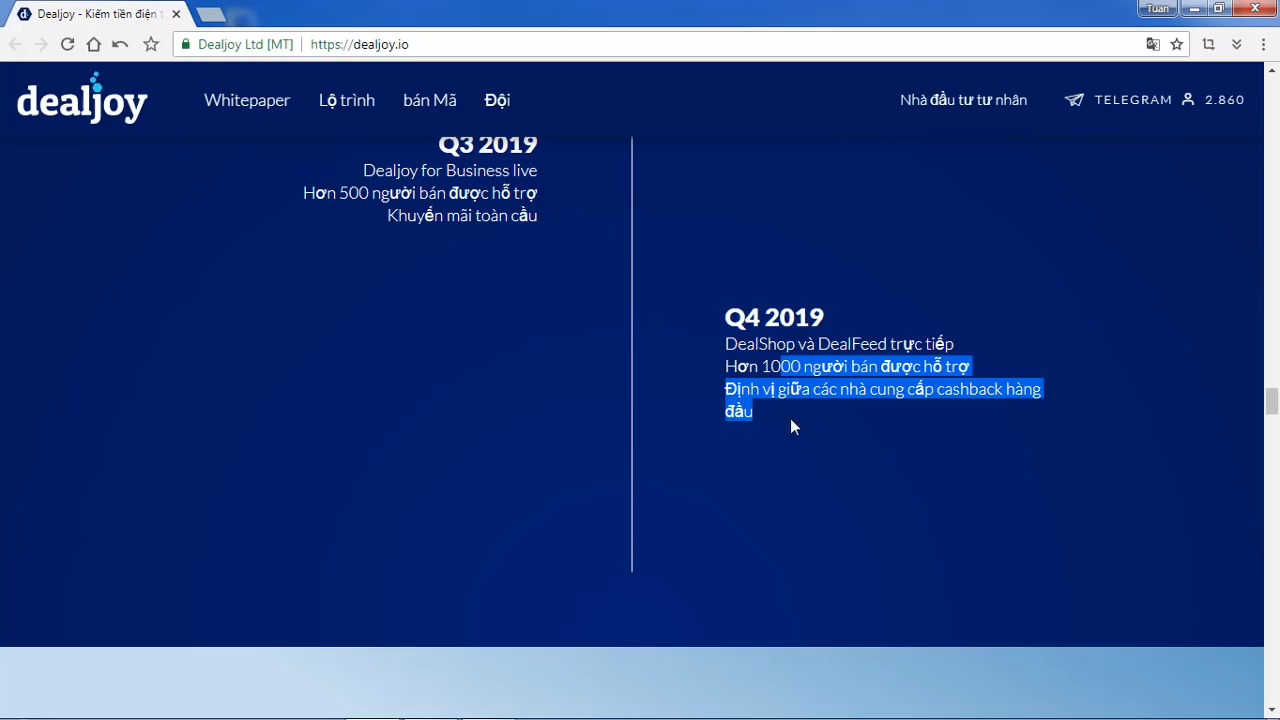 Dealjoy - Kiếm tiền điện t
Tuan
Dealjoy Ltd [MT] https://dealjoy.io
dealjoy
Whitepaper Lộ trình bán Mã Đội Nhà đầu tư tư nhân TELEGRAM 2.860
Q3 2019
Dealjoy for Business live
Hơn 500 người bán được hỗ trợ
Khuyến mãi toàn cầu
Q4 2019
DealShop và DealFeed trực tiếp
Hơn 1000 người bán được hỗ trợ
Định vị giữa các nhà cung cấp cashback hàng
đầu